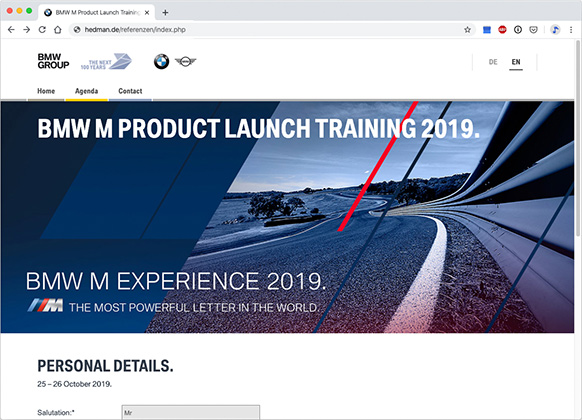 BMW M Product Launch Training
hedman.de/referenzen/index.php
BMW
GROUP
THE NEXT
100 YEARS
DE
EN
Home
Agenda
Contact
BMW M PRODUCT LAUNCH TRAINING 2019.
BMW M EXPERIENCE 2019.
M THE MOST POWERFUL LETTER IN THE WORLD.
PERSONAL DETAILS.
25 – 26 October 2019.
Salutation:*
Mr